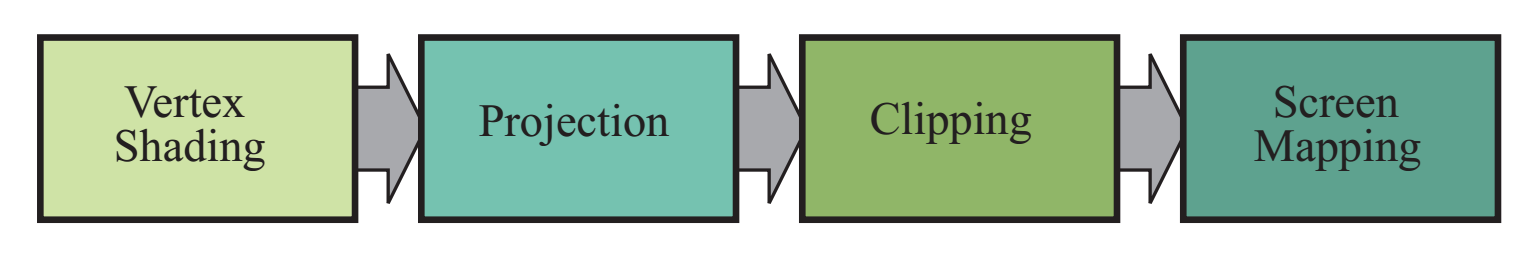 Vertex
Shading
Projection
Clipping
Screen
Mapping